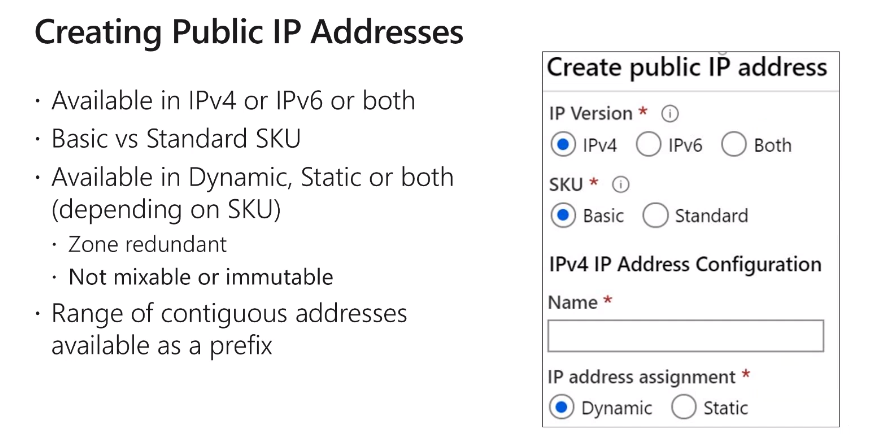 Creating Public IP Addresses
· Available in IPv4 or IPv6 or both
· Basic vs Standard SKU
· Available in Dynamic, Static or both
(depending on SKU)
· Zone redundant
· Not mixable or immutable
· Range of contiguous addresses
available as a prefix
Create public IP address
IP Version *
IPv4 IPv6 Both
SKU *
Basic Standard
IPv4 IP Address Configuration
Name *
IP address assignment *
Dynamic Static